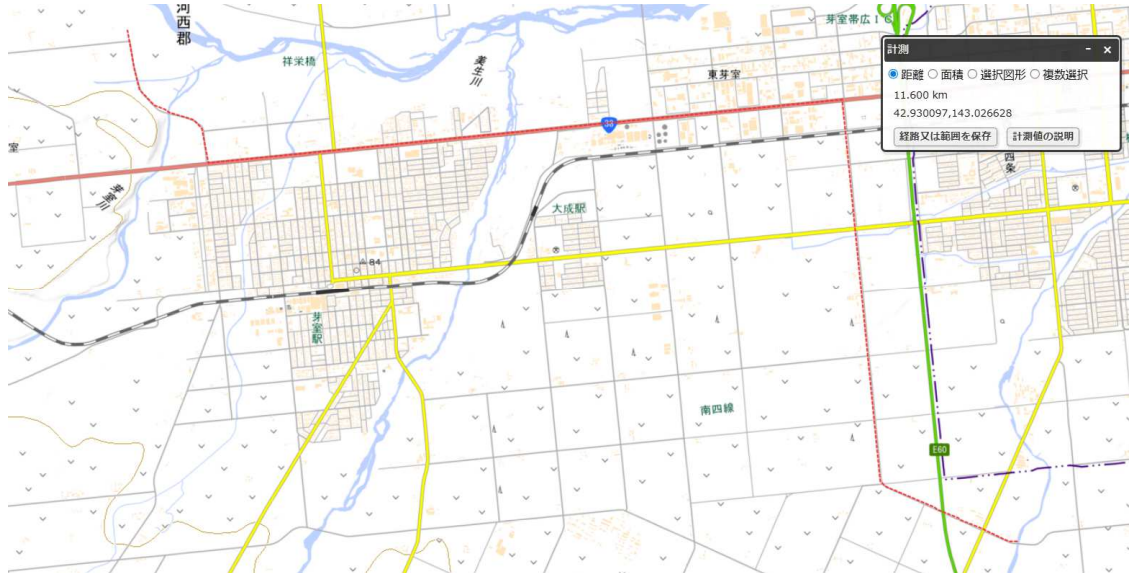 河西郡
祥栄橋
美生川
芽室帯広IC
東芽室
計測
距離 面積 選択図形 複数選択
11.600 km
42.930097,143.026628
経路又は範囲を保存 計測値の説明
38
室
四条
芽室川
大成駅
84
芽室駅
南四線
E60